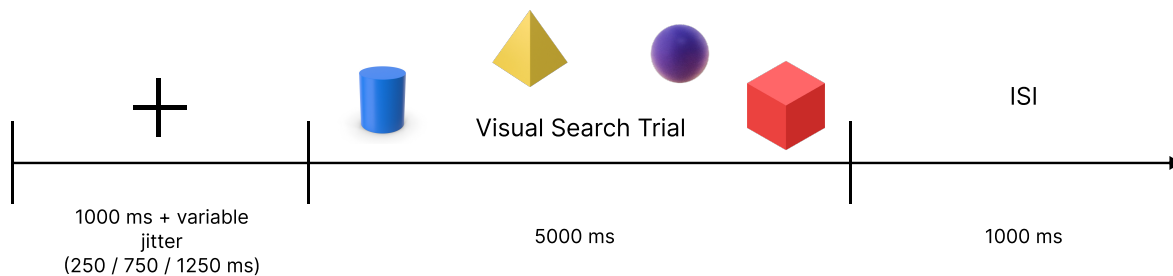 Visual Search Trial
ISI
1000 ms + variable
jitter
(250 / 750 / 1250 ms)
5000 ms
1000 ms